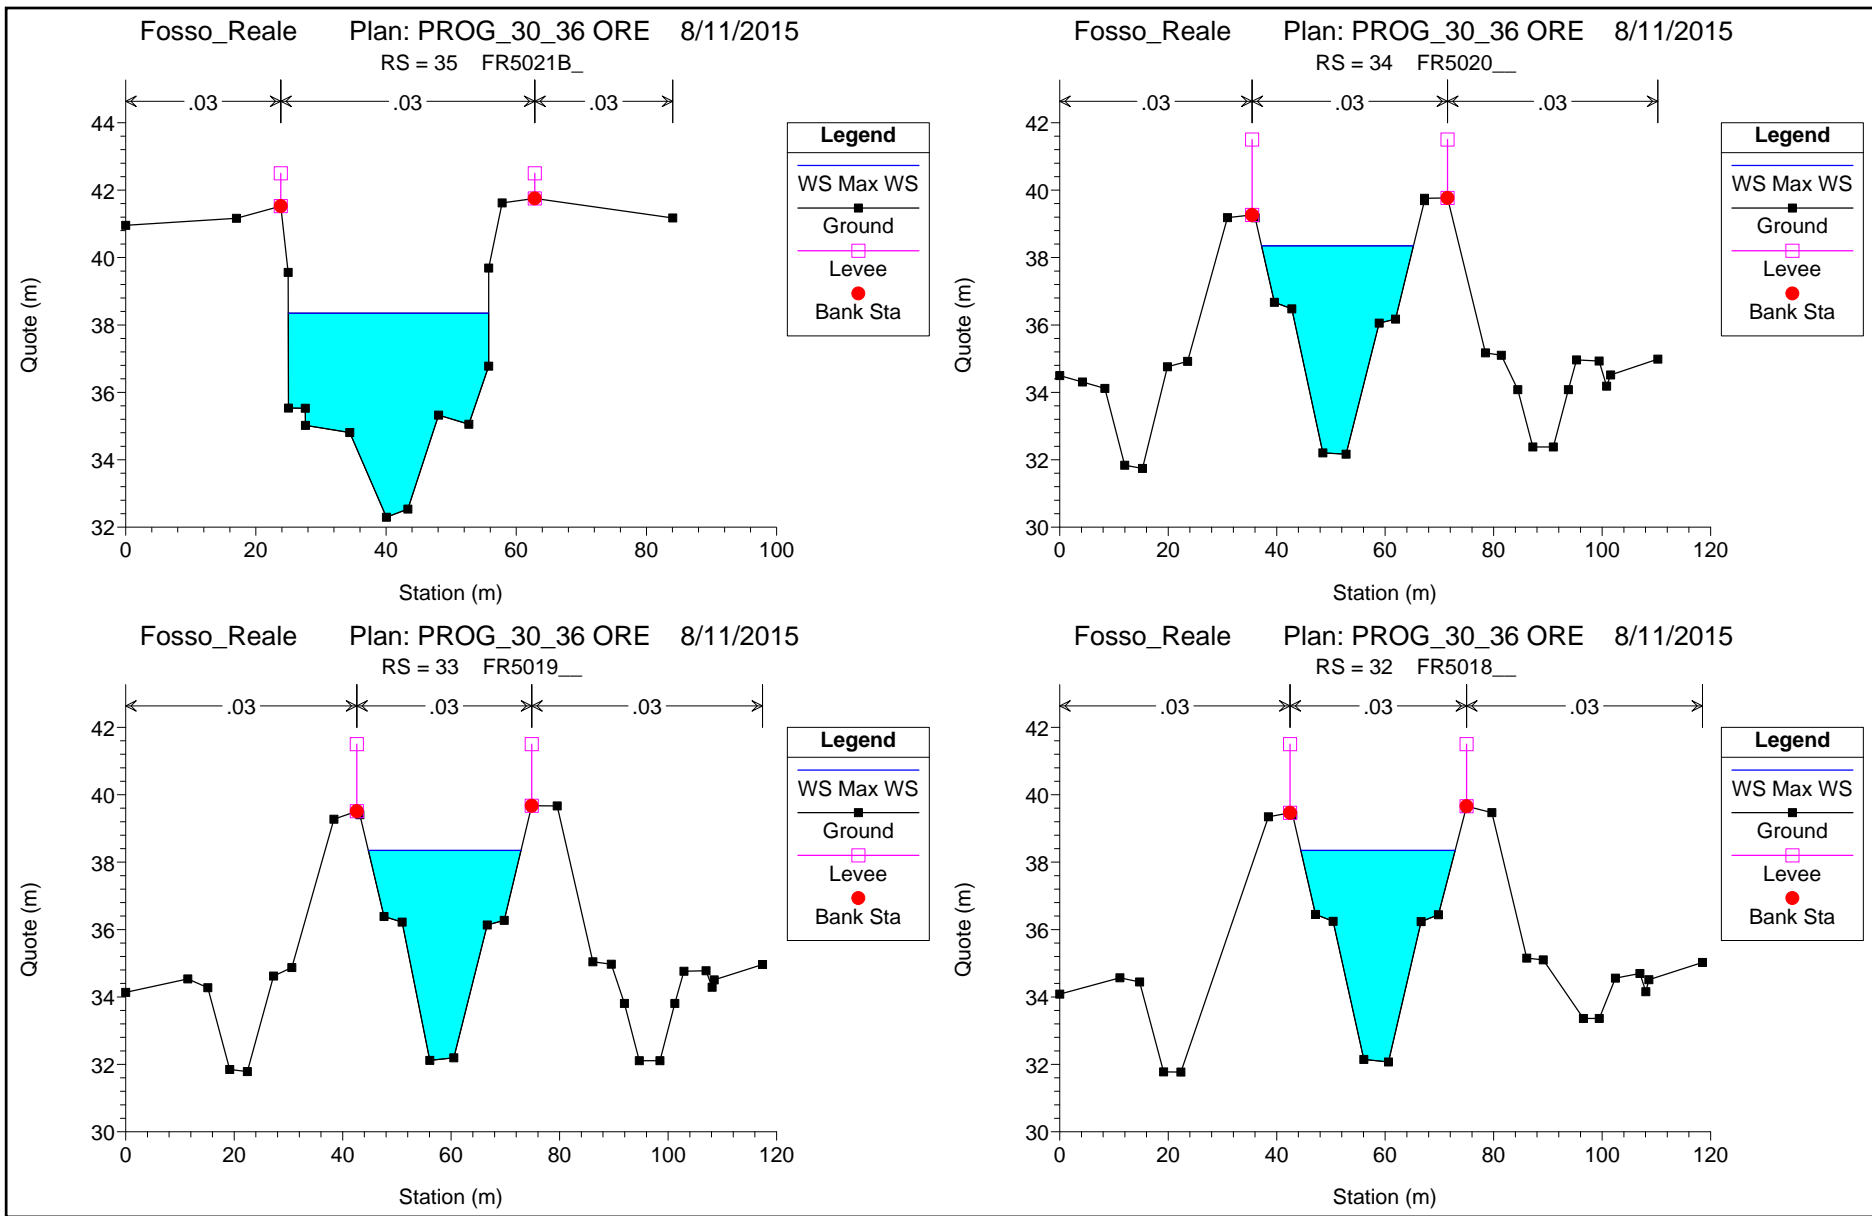 Fosso_Reale Plan: PROG_30_36 ORE 8/11/2015
RS = 35 FR5021B_
.03 .03 .03
44
42
40
38
36
34
32
0 20 40 60 80 100
Quote (m)
Station (m)
Legend
WS Max WS
Ground
Levee
Bank Sta
Fosso_Reale Plan: PROG_30_36 ORE 8/11/2015
RS = 34 FR5020__
.03 .03 .03
42
40
38
36
34
32
30
0 20 40 60 80 100 120
Quote (m)
Station (m)
Legend
WS Max WS
Ground
Levee
Bank Sta
Fosso_Reale Plan: PROG_30_36 ORE 8/11/2015
RS = 33 FR5019__
.03 .03 .03
42
40
38
36
34
32
30
0 20 40 60 80 100 120
Quote (m)
Station (m)
Legend
WS Max WS
Ground
Levee
Bank Sta
Fosso_Reale Plan: PROG_30_36 ORE 8/11/2015
RS = 32 FR5018__
.03 .03 .03
42
40
38
36
34
32
30
0 20 40 60 80 100 120
Quote (m)
Station (m)
Legend
WS Max WS
Ground
Levee
Bank Sta